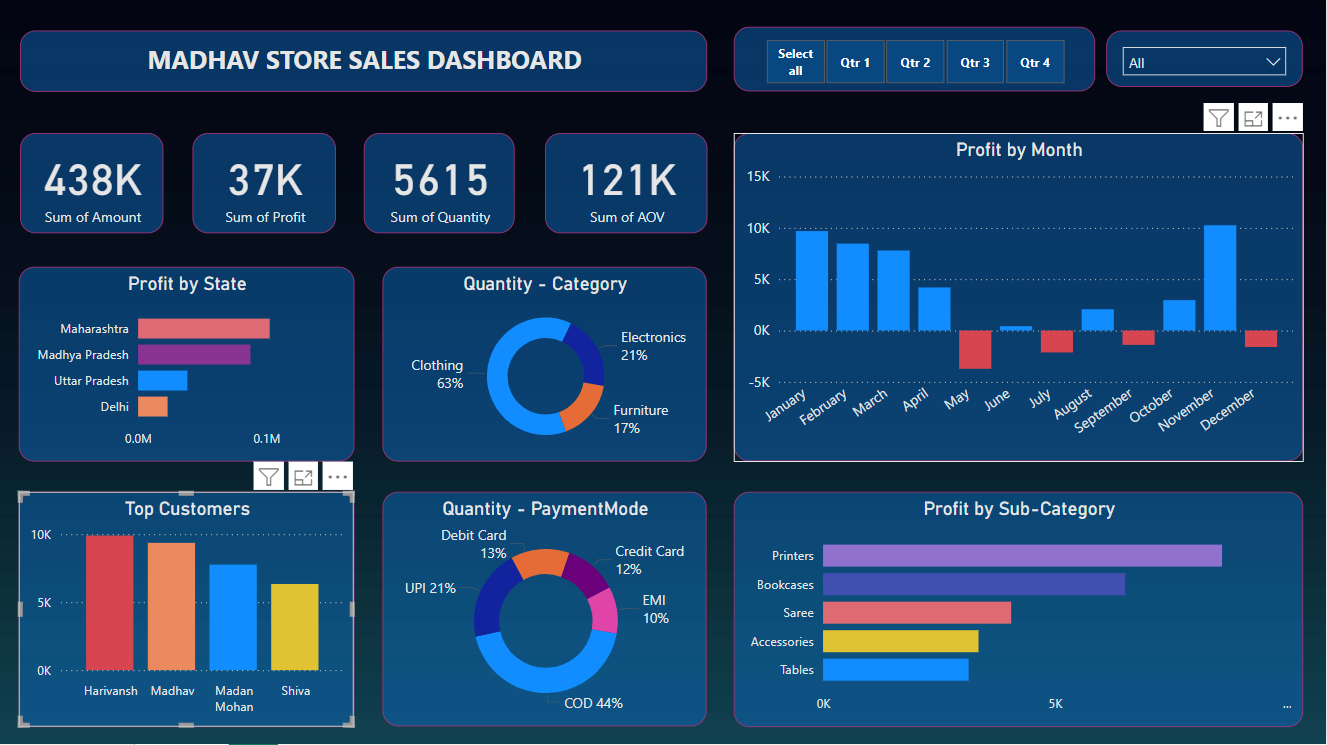 MADHAV STORE SALES DASHBOARD
Select
all
Qtr 1
Qtr 2
Qtr 3
Qtr 4
All
438K
Sum of Amount
37K
Sum of Profit
5615
Sum of Quantity
121K
Sum of AOV
Profit by Month
15K
10K
5K
0K
-5K
January
February
March
April
May
June
July
August
September
October
November
December
Profit by State
Maharashtra
Madhya Pradesh
Uttar Pradesh
Delhi
0.0M
0.1M
Quantity - Category
Electronics
21%
Clothing
63%
Furniture
17%
Top Customers
10K
5K
0K
Harivansh
Madhav
Madan
Mohan
Shiva
Quantity - PaymentMode
Debit Card
13%
Credit Card
12%
UPI 21%
EMI
10%
COD 44%
Profit by Sub-Category
Printers
Bookcases
Saree
Accessories
Tables
0K
5K
...